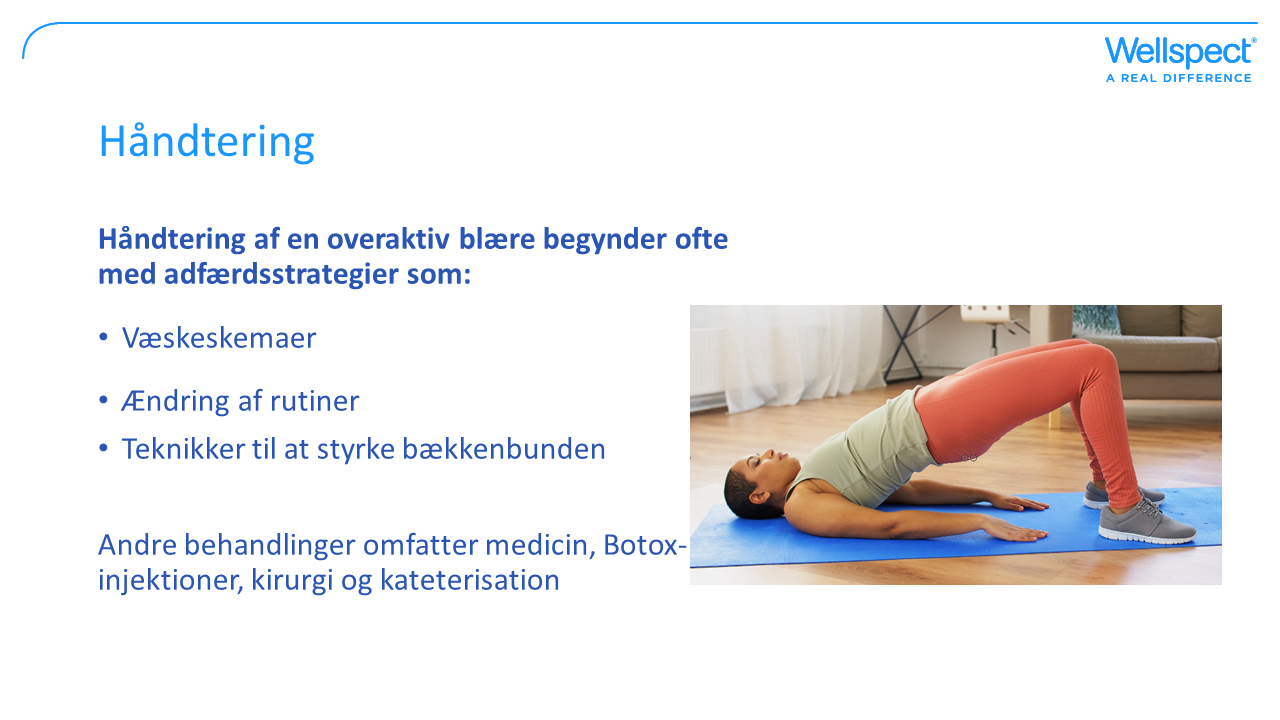 Wellspect®
A REAL DIFFERENCE
Håndtering
Håndtering af en overaktiv blære begynder ofte
med adfærdsstrategier som:
• Væskeskemaer
• Ændring af rutiner
• Teknikker til at styrke bækkenbunden
Andre behandlinger omfatter medicin, Botox-
injektioner, kirurgi og kateterisation